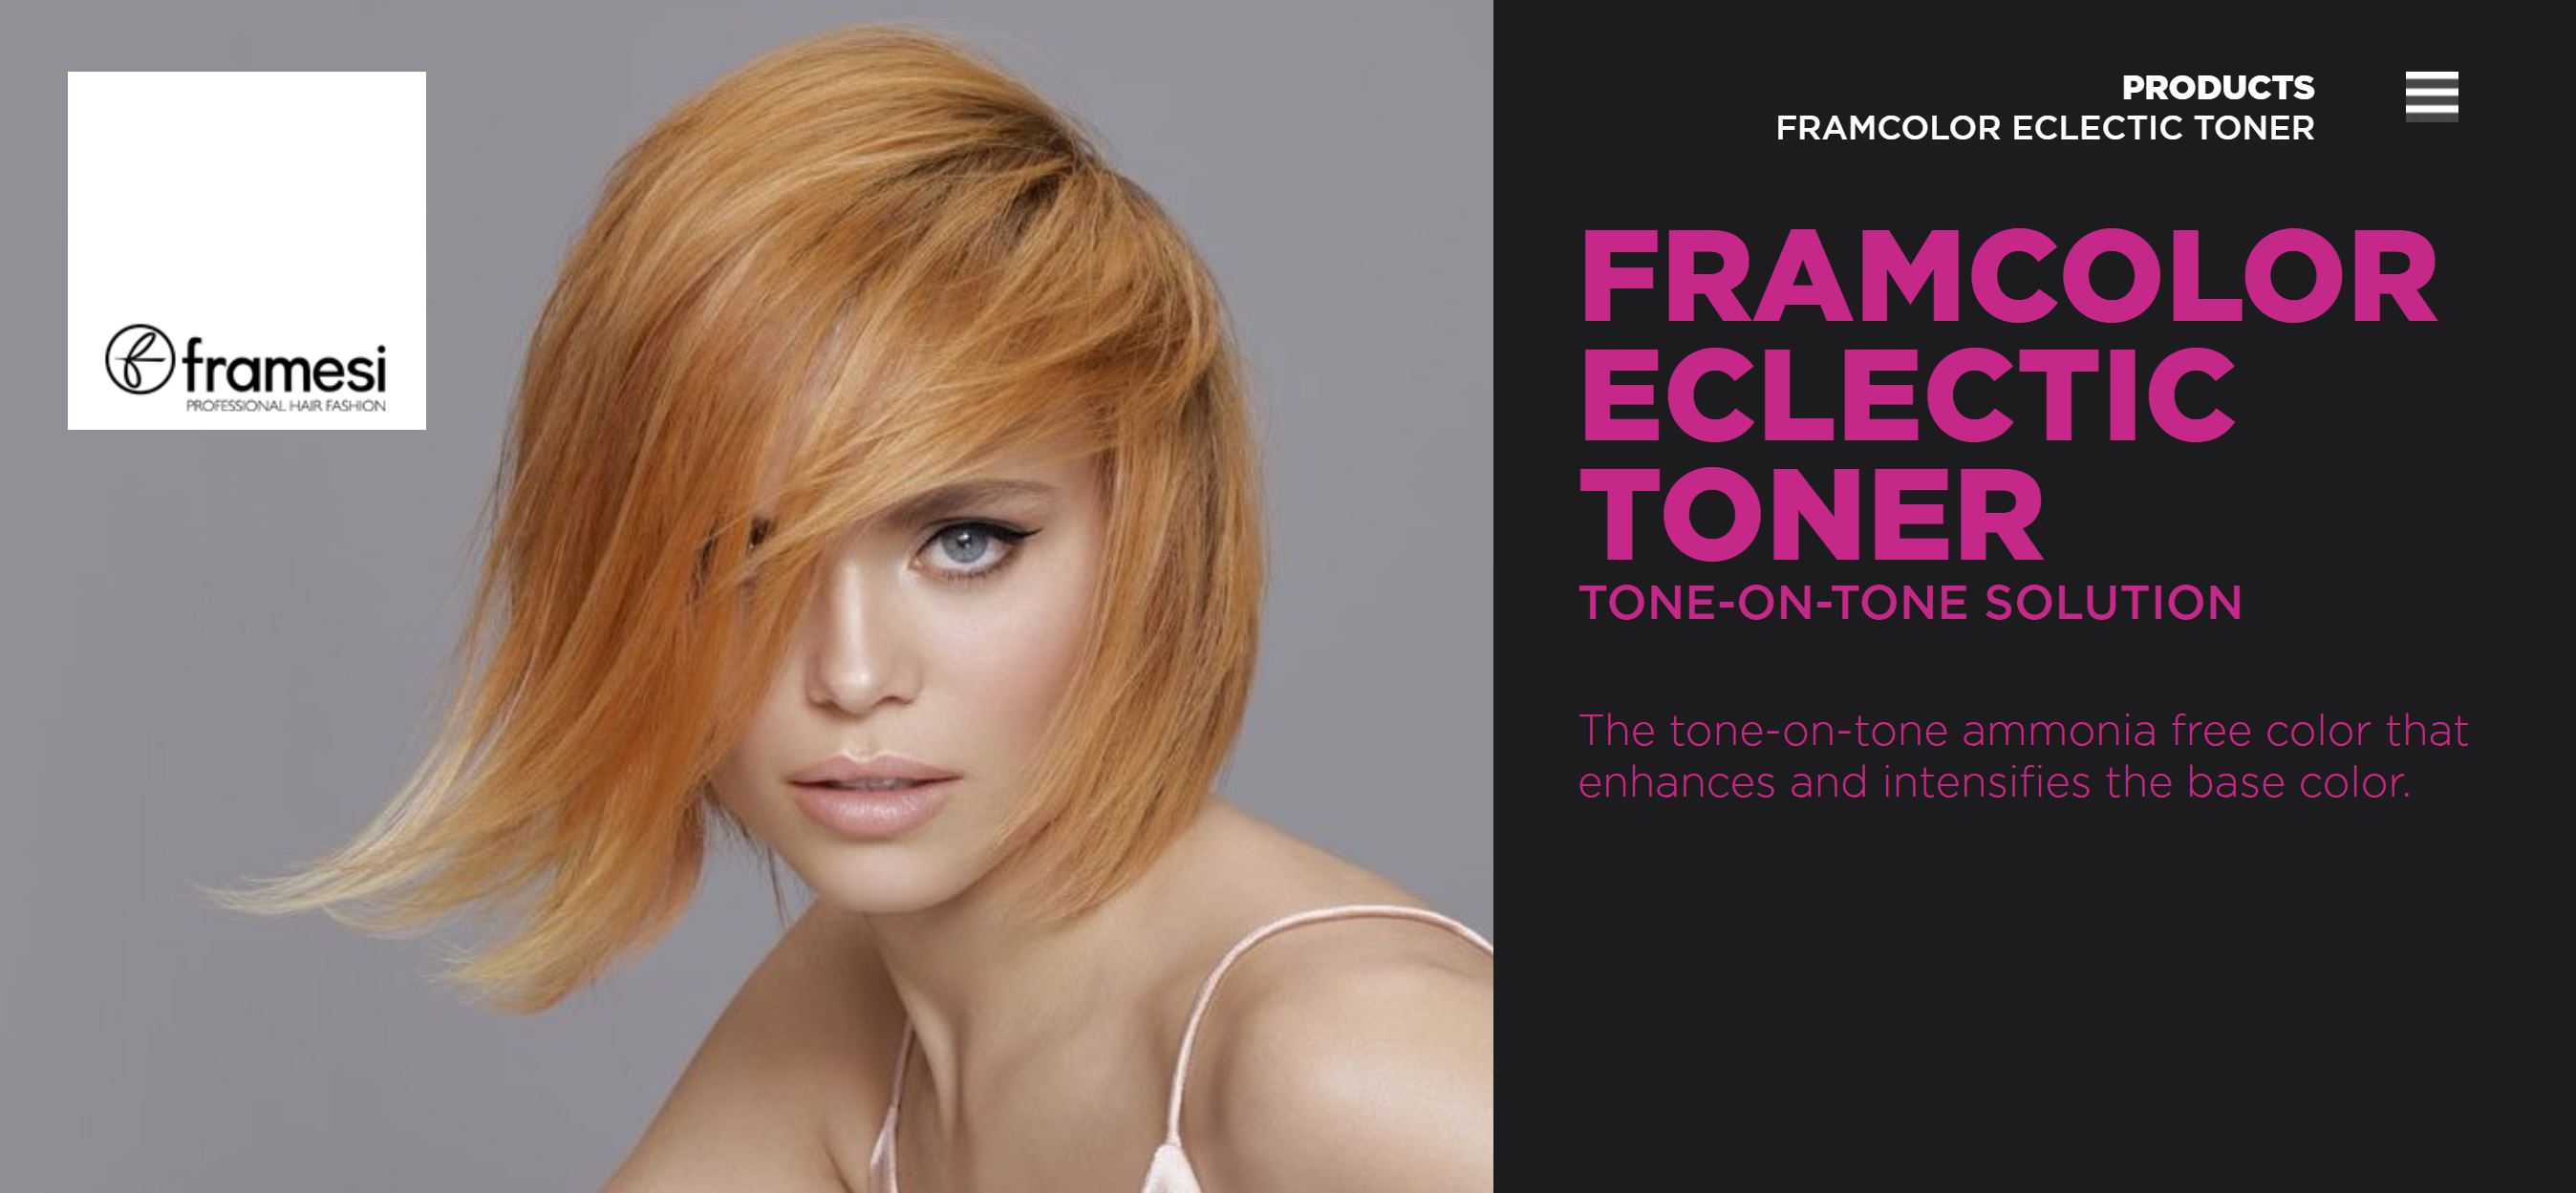 framesi
PROFESSIONAL HAIR FASHION
PRODUCTS
FRAMCOLOR ECLECTIC TONER
FRAMCOLOR
ECLECTIC
TONER
TONE-ON-TONE SOLUTION
The tone-on-tone ammonia free color that
enhances and intensifies the base color.